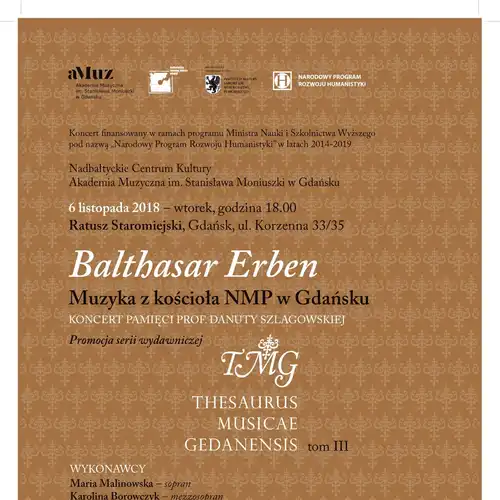 aMuz
Akademia Muzyczna
im. Stanisława Moniuszki
w Gdańsku
NARODOWY PROGRAM
ROZWOJU HUMANISTYKI
Koncert finansowany w ramach programu Ministra Nauki i Szkolnictwa Wyższego
pod nazwą „Narodowy Program Rozwoju Humanistyki” w latach 2014-2019
Nadbałtyckie Centrum Kultury
Akademia Muzyczna im. Stanisława Moniuszki w Gdańsku
6 listopada 2018 – wtorek, godzina 18.00
Ratusz Staromiejski, Gdańsk, ul. Korzenna 33/35
Balthasar Erben
Muzyka z kościoła NMP w Gdańsku
KONCERT PAMIĘCI PROF. DANUTY SZLAGOWSKIEJ
Promocja serii wydawniczej
TMG
THESAURUS
MUSICAE
GEDANENSIS tom III
WYKONAWCY
Maria Malinowska – sopran
Karolina Borowczyk – mezzosopran